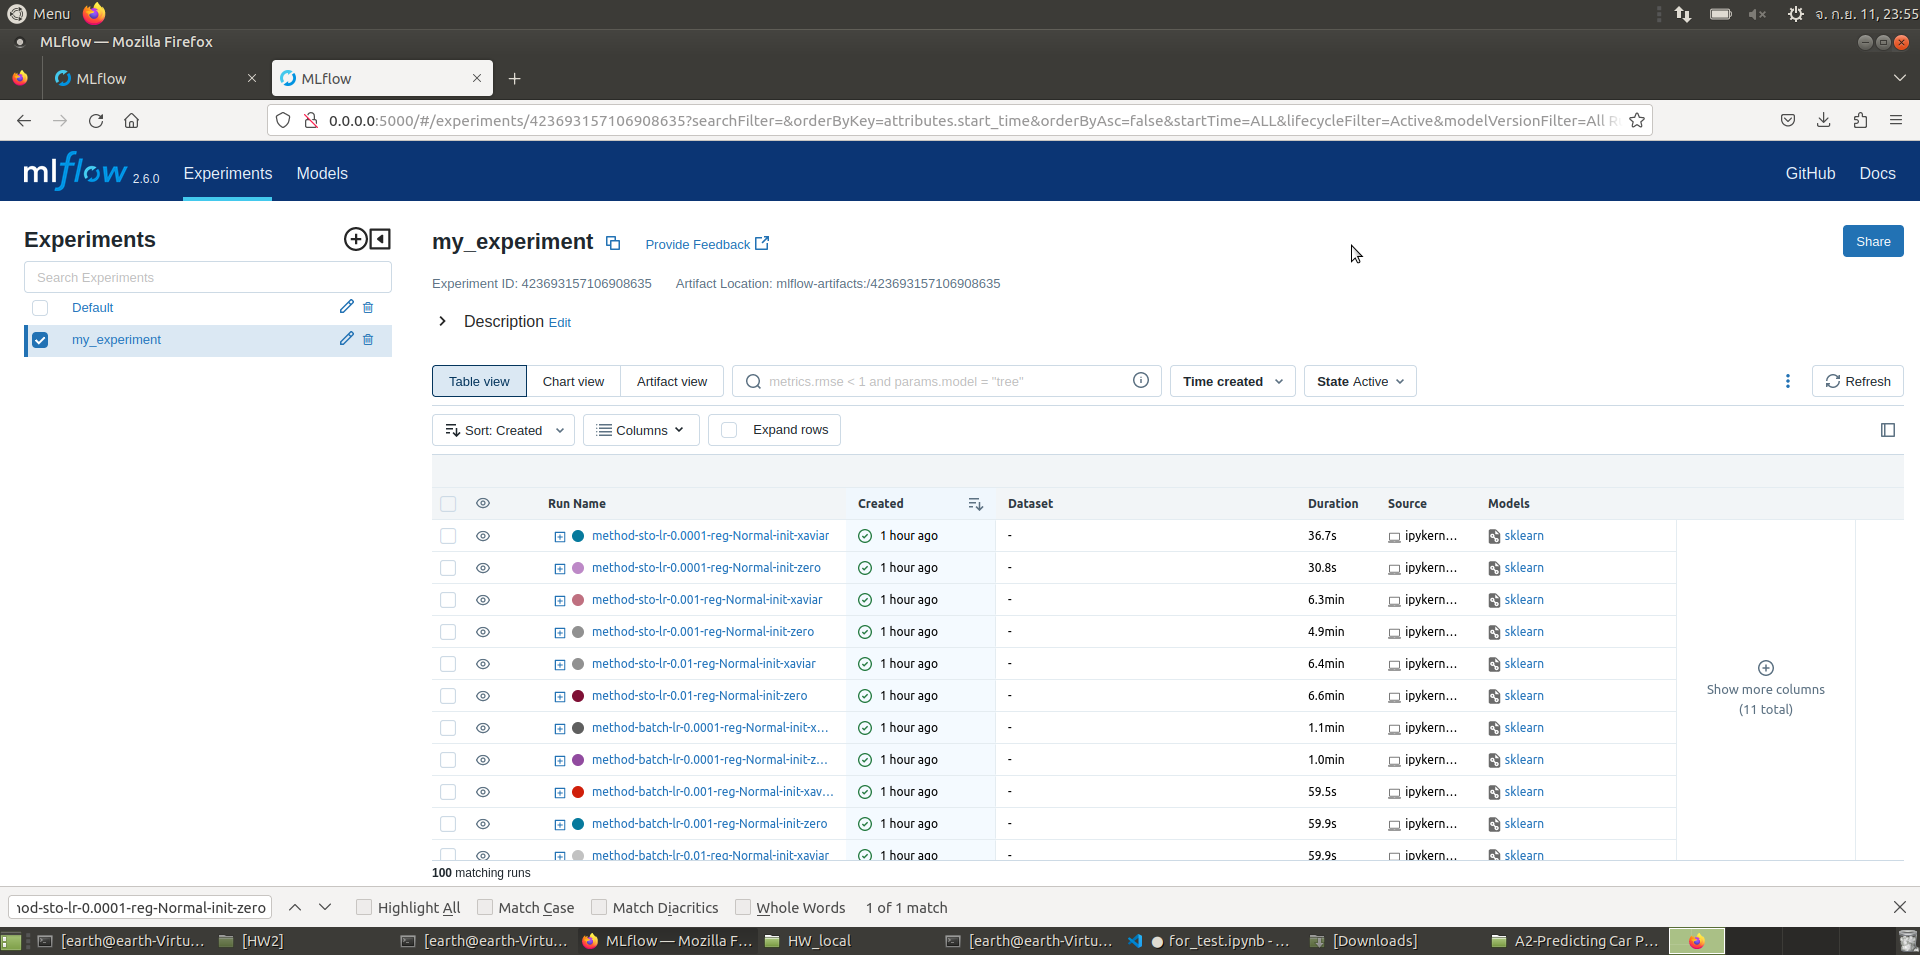 Menu
จ. ก.ย. 11, 23:55
MLflow — Mozilla Firefox
MLflow
MLflow
0.0.0.0:5000/#/experiments/423693157106908635?searchFilter=&orderByKey=attributes.start_time&orderByAsc=false&startTime=ALL&lifecycleFilter=Active&modelVersionFilter=All R
mlflow 2.6.0 Experiments Models GitHub Docs
Experiments
Search Experiments
Default
my_experiment
my_experiment Provide Feedback
Share
Experiment ID: 423693157106908635 Artifact Location: mlflow-artifacts:/423693157106908635
Description Edit
Table view Chart view Artifact view metrics.rmse < 1 and params.model = "tree" Time created State Active Refresh
Sort: Created Columns Expand rows
Run Name Created Dataset Duration Source Models
method-sto-lr-0.0001-reg-Normal-init-xaviar 1 hour ago - 36.7s ipykern... sklearn
method-sto-lr-0.0001-reg-Normal-init-zero 1 hour ago - 30.8s ipykern... sklearn
method-sto-lr-0.001-reg-Normal-init-xaviar 1 hour ago - 6.3min ipykern... sklearn
method-sto-lr-0.001-reg-Normal-init-zero 1 hour ago - 4.9min ipykern... sklearn
method-sto-lr-0.01-reg-Normal-init-xaviar 1 hour ago - 6.4min ipykern... sklearn
method-sto-lr-0.01-reg-Normal-init-zero 1 hour ago - 6.6min ipykern... sklearn
method-batch-lr-0.0001-reg-Normal-init-x... 1 hour ago - 1.1min ipykern... sklearn
method-batch-lr-0.0001-reg-Normal-init-z... 1 hour ago - 1.0min ipykern... sklearn
method-batch-lr-0.001-reg-Normal-init-xav... 1 hour ago - 59.5s ipykern... sklearn
method-batch-lr-0.001-reg-Normal-init-zero 1 hour ago - 59.9s ipykern... sklearn
method-batch-lr-0.01-reg-Normal-init-xaviar 1 hour ago - 59.9s ipykern... sklearn
Show more columns
(11 total)
100 matching runs
nod-sto-lr-0.0001-reg-Normal-init-zero Highlight All Match Case Match Diacritics Whole Words 1 of 1 match
[earth@earth-Virtu... [HW2] [earth@earth-Virtu... MLflow — Mozilla F... HW_local [earth@earth-Virtu... ● for_test.ipynb - ... [Downloads] A2-Predicting Car P...